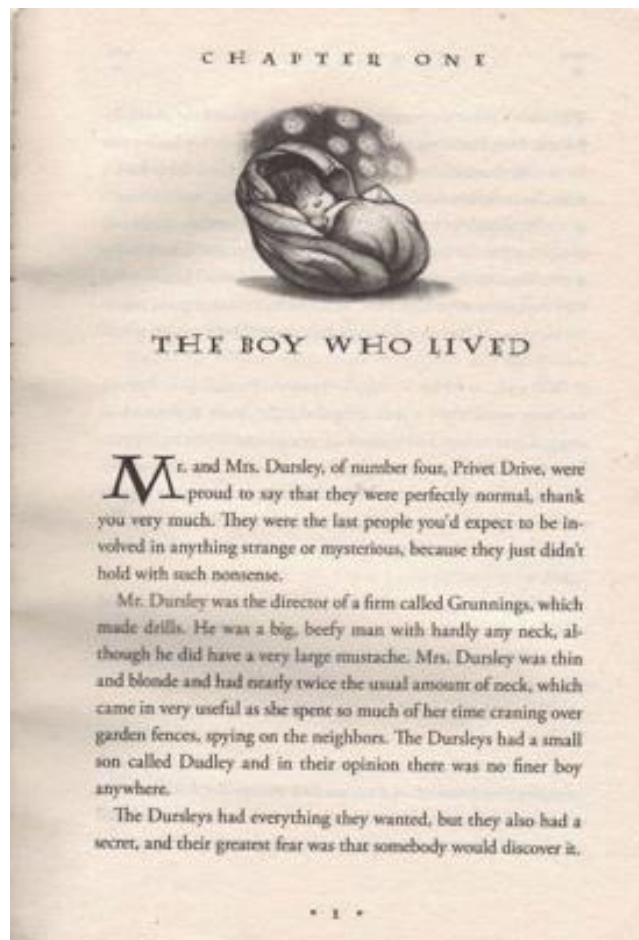 CHAPTER ONE
THE BOY WHO LIVED
Mr. and Mrs. Dursley, of number four, Privet Drive, were
proud to say that they were perfectly normal, thank
you very much. They were the last people you'd expect to be in-
volved in anything strange or mysterious, because they just didn't
hold with such nonsense.
Mr. Dursley was the director of a firm called Grunnings, which
made drills. He was a big, beefy man with hardly any neck, al-
though he did have a very large mustache. Mrs. Dursley was thin
and blonde and had nearly twice the usual amount of neck, which
came in very useful as she spent so much of her time craning over
garden fences, spying on the neighbors. The Dursleys had a small
son called Dudley and in their opinion there was no finer boy
anywhere.
The Dursleys had everything they wanted, but they also had a
secret, and their greatest fear was that somebody would discover it.
• 1 •